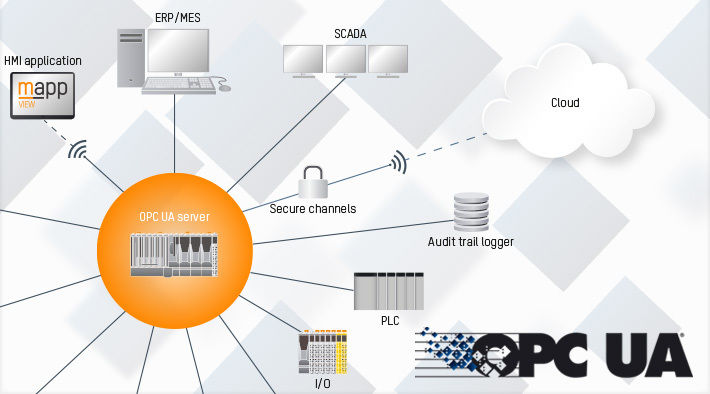 ERP/MES
SCADA
HMI application
mapp
VIEW
Cloud
Secure channels
OPC UA server
Audit trail logger
PLC
I/O
OPC UA